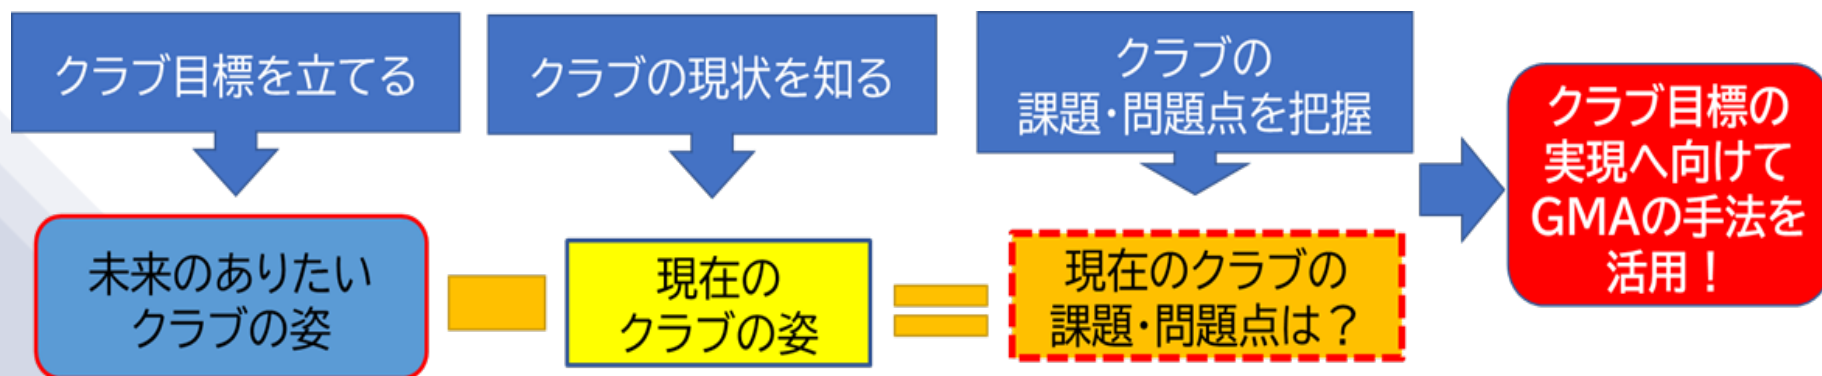 クラブ目標を立てる
クラブの現状を知る
クラブの
課題・問題点を把握
未来のありたい
クラブの姿
現在の
クラブの姿
現在のクラブの
課題・問題点は？
クラブ目標の
実現へ向けて
GMAの手法を
活用！